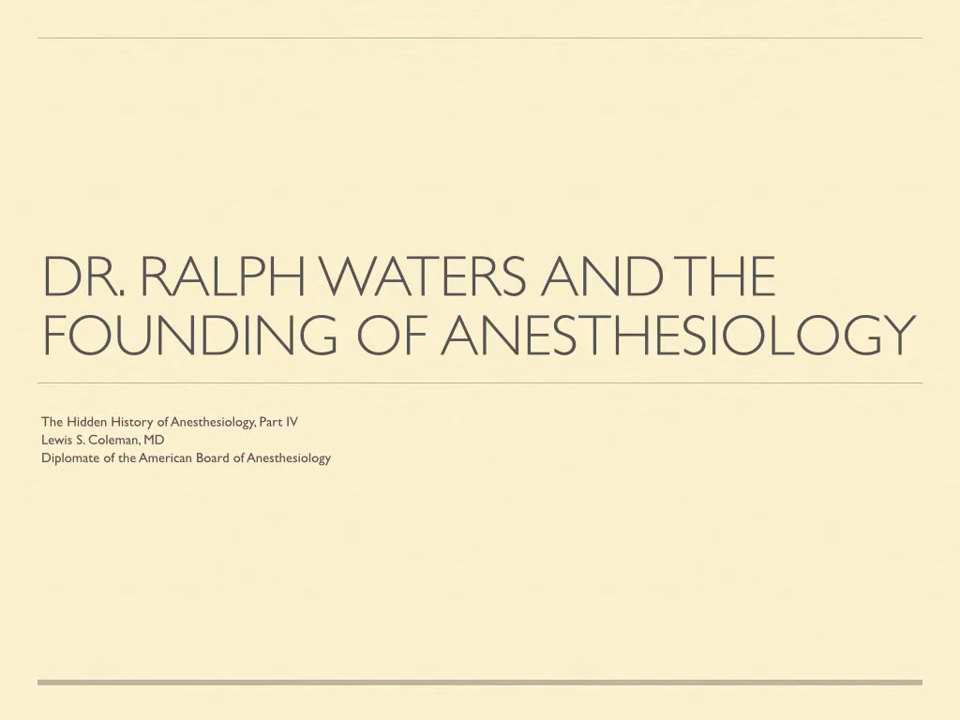 DR. RALPH WATERS AND THE
FOUNDING OF ANESTHESIOLOGY
The Hidden History of Anesthesiology, Part IV
Lewis S. Coleman, MD
Diplomate of the American Board of Anesthesiology